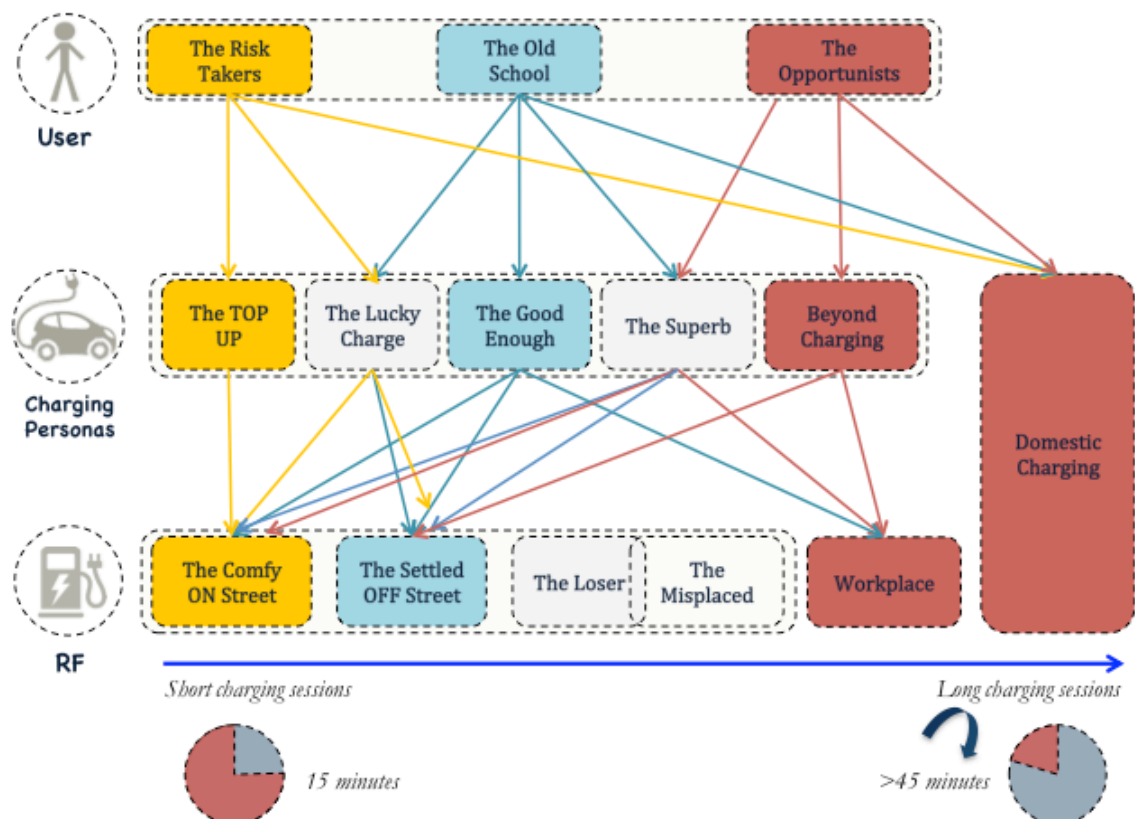 The Risk
Takers
The Old
School
The
Opportunists
User
The TOP
UP
The Lucky
Charge
The Good
Enough
The Superb
Beyond
Charging
Charging
Personas
Domestic
Charging
The Comfy
ON Street
The Settled
OFF Street
The Loser
The
Misplaced
Workplace
RF
Short charging sessions
Long charging sessions
15 minutes
>45 minutes